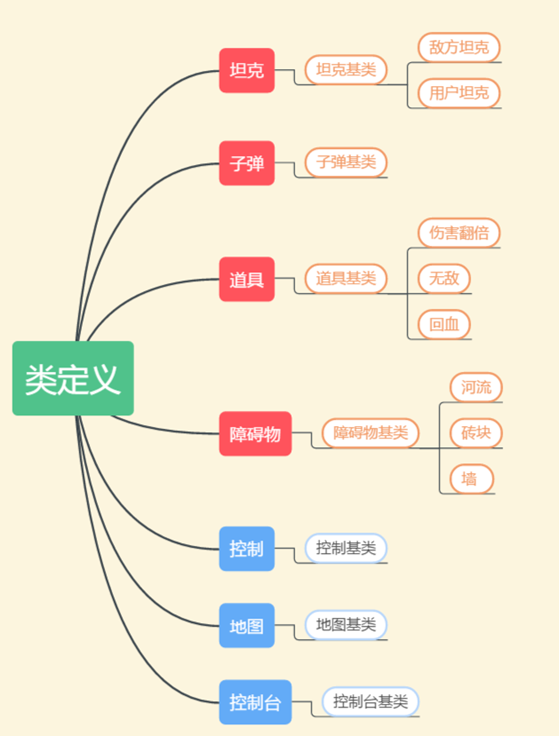 类定义
坦克
坦克基类
敌方坦克
用户坦克
子弹
子弹基类
道具
道具基类
伤害翻倍
无敌
回血
障碍物
障碍物基类
河流
砖块
墙
控制
控制基类
地图
地图基类
控制台
控制台基类